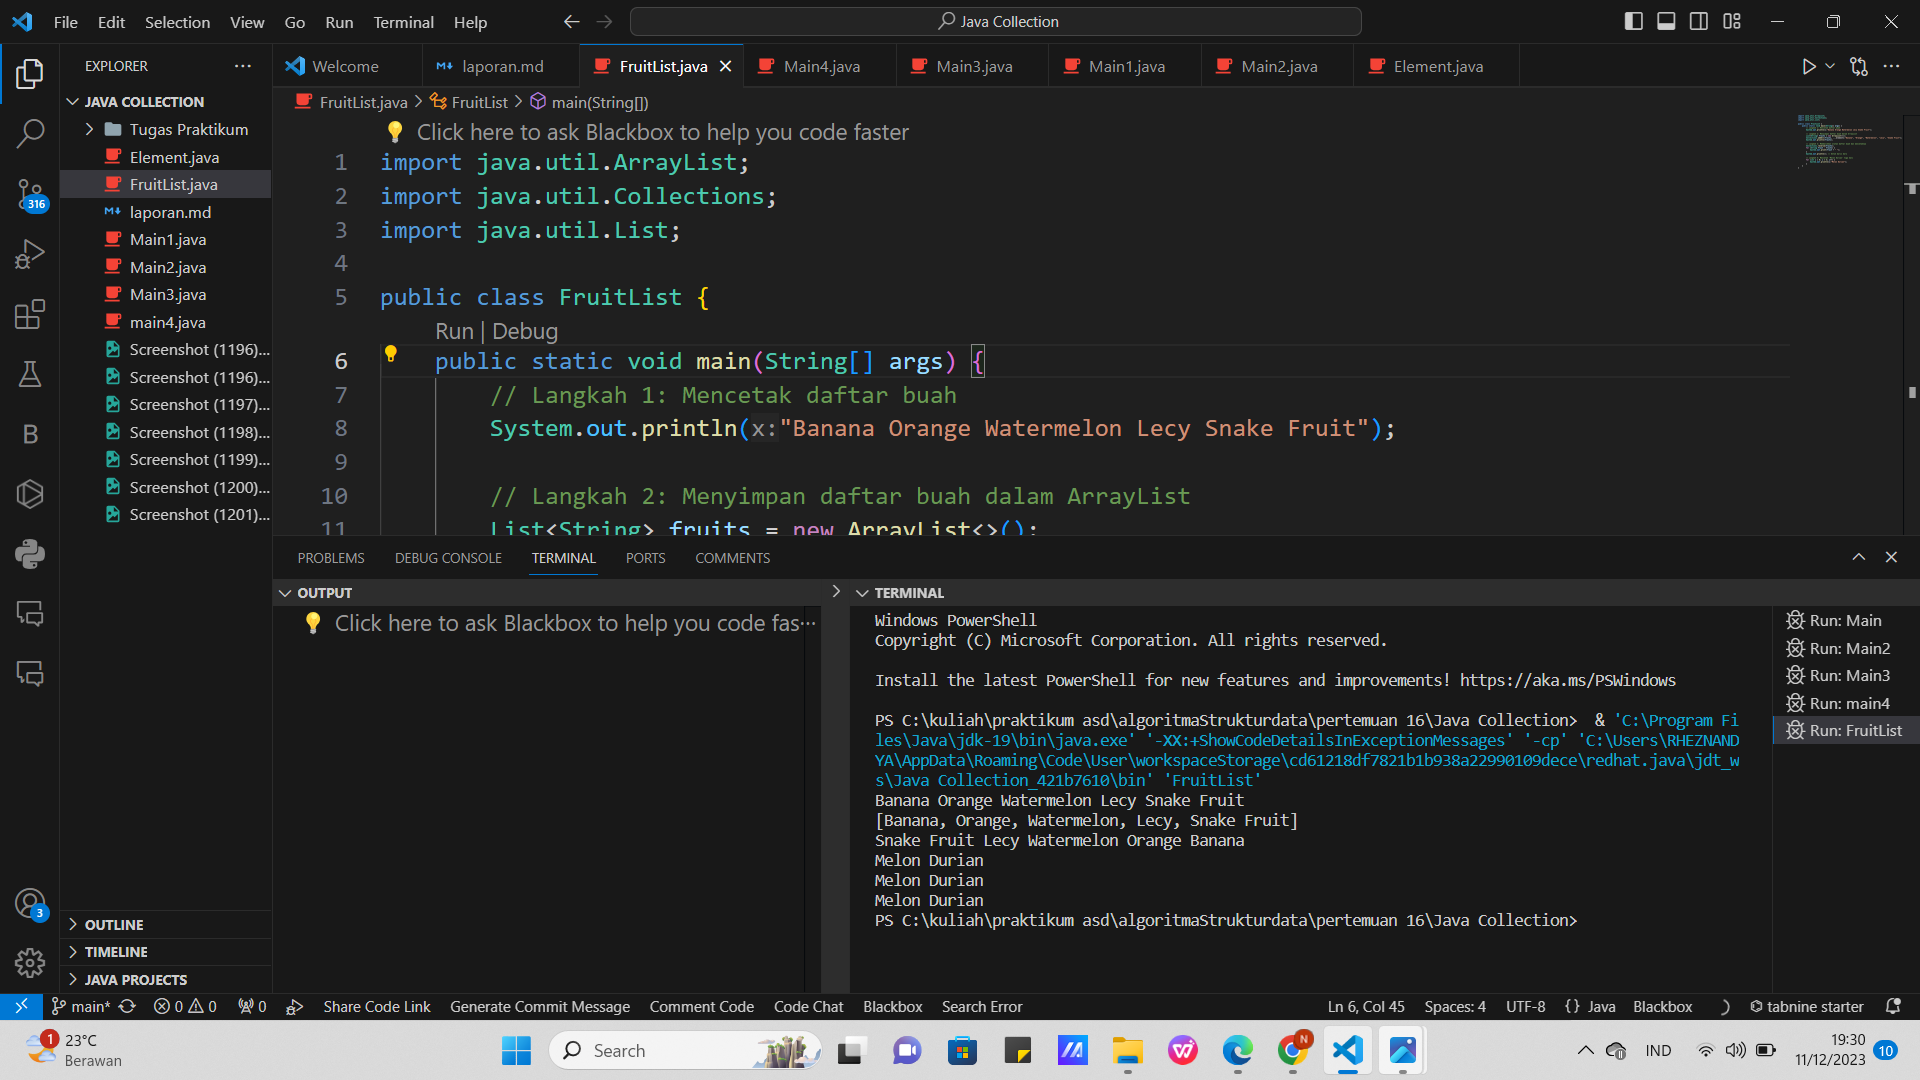 File Edit Selection View Go Run Terminal Help
Java Collection
EXPLORER
JAVA COLLECTION
Tugas Praktikum
Element.java
FruitList.java
laporan.md
Main1.java
Main2.java
Main3.java
main4.java
Screenshot (1196)...
Screenshot (1196)...
Screenshot (1197)...
Screenshot (1198)...
Screenshot (1199)...
Screenshot (1200)...
Screenshot (1201)...
OUTLINE
TIMELINE
JAVA PROJECTS
316
B
3
Welcome laporan.md FruitList.java Main4.java Main3.java Main1.java Main2.java Element.java
FruitList.java > FruitList > main(String[])
Click here to ask Blackbox to help you code faster
1 import java.util.ArrayList;
2 import java.util.Collections;
3 import java.util.List;
4
5 public class FruitList {
Run | Debug
6 public static void main(String[] args) {
7 // Langkah 1: Mencetak daftar buah
8 System.out.println(x:"Banana Orange Watermelon Lecy Snake Fruit");
9
10 // Langkah 2: Menyimpan daftar buah dalam ArrayList
11 List<String> fruits = new ArrayList<>();
PROBLEMS DEBUG CONSOLE TERMINAL PORTS COMMENTS
OUTPUT
Click here to ask Blackbox to help you code fas...
TERMINAL
Windows PowerShell
Copyright (C) Microsoft Corporation. All rights reserved.
Install the latest PowerShell for new features and improvements! https://aka.ms/PSWindows
PS C:\kuliah\praktikum asd\algoritmaStrukturdata\pertemuan 16\Java Collection>  & 'C:\Program Fi
les\Java\jdk-19\bin\java.exe' '-XX:+ShowCodeDetailsInExceptionMessages' '-cp' 'C:\Users\RHEZNAND
YA\AppData\Roaming\Code\User\workspaceStorage\cd61218df7821b1b938a22990109dece\redhat.java\jdt_w
s\Java Collection_421b7610\bin' 'FruitList'
Banana Orange Watermelon Lecy Snake Fruit
[Banana, Orange, Watermelon, Lecy, Snake Fruit]
Snake Fruit Lecy Watermelon Orange Banana
Melon Durian
Melon Durian
Melon Durian
PS C:\kuliah\praktikum asd\algoritmaStrukturdata\pertemuan 16\Java Collection>
Run: Main
Run: Main2
Run: Main3
Run: main4
Run: FruitList
main* 0 0 0 Share Code Link Generate Commit Message Comment Code Code Chat Blackbox Search Error Ln 6, Col 45 Spaces: 4 UTF-8 {} Java Blackbox tabnine starter
1
23°C
Berawan
Search
N
IND
19:30
11/12/2023
10